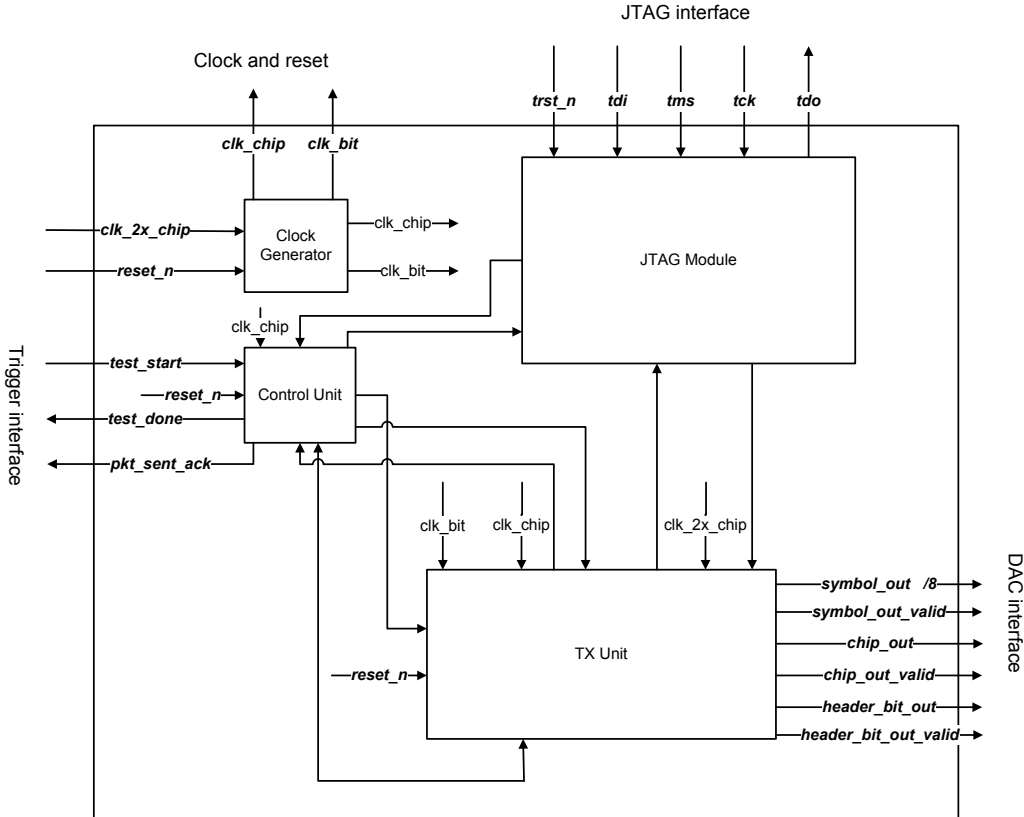 JTAG interface
Clock and reset
trst_n tdi tms tck tdo
clk_chip clk_bit
clk_2x_chip
Clock
Generator
clk_chip
reset_n
clk_bit
JTAG Module
clk_chip
Trigger interface
test_start
reset_n
Control Unit
test_done
pkt_sent_ack
clk_bit clk_chip clk_2x_chip
DAC interface
symbol_out /8
symbol_out_valid
chip_out
TX Unit
reset_n
chip_out_valid
header_bit_out
header_bit_out_valid